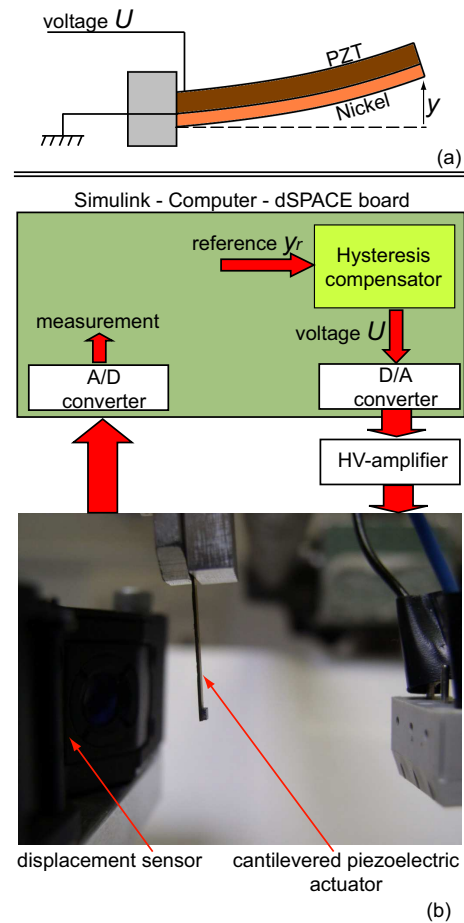 voltage U
PZT
Nickel
y
(a)
Simulink - Computer - dSPACE board
reference yr
Hysteresis
compensator
measurement
voltage U
A/D
converter
D/A
converter
HV-amplifier
displacement sensor
cantilevered piezoelectric
actuator
(b)